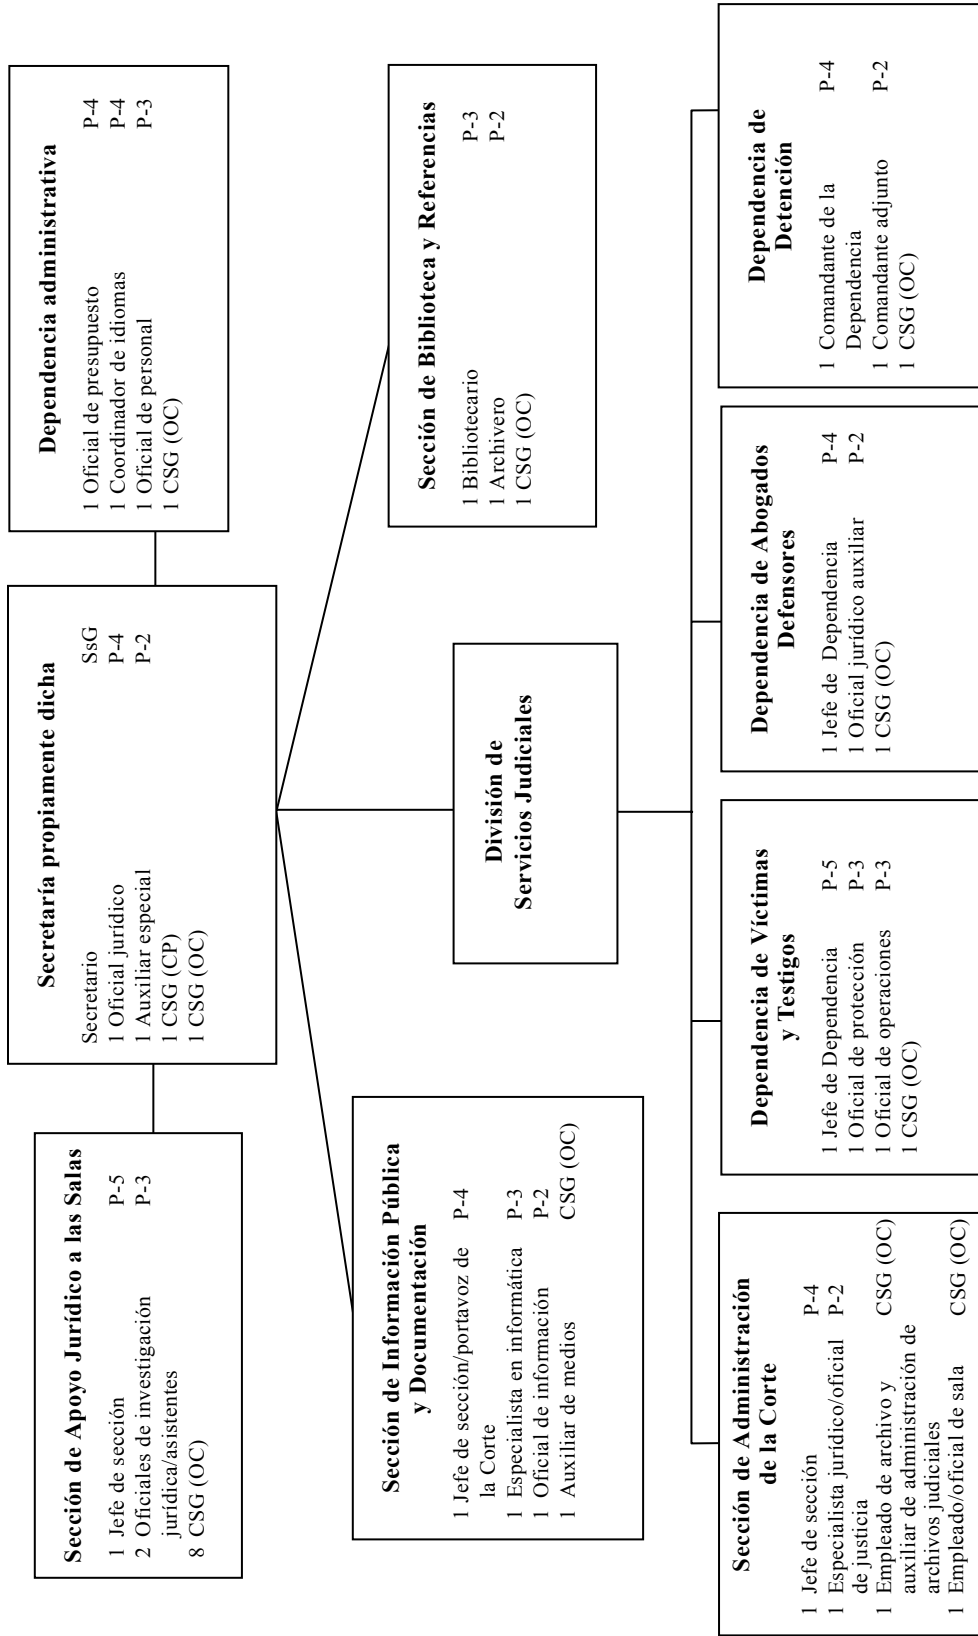 Sección de Apoyo Jurídico a las Salas
1 Jefe de sección P-5
2 Oficiales de investigación P-3
jurídica/asistentes
8 CSG (OC)
Secretaría propiamente dicha
Secretario SsG
1 Oficial jurídico P-4
1 Auxiliar especial P-2
1 CSG (CP)
1 CSG (OC)
Dependencia administrativa
1 Oficial de presupuesto P-4
1 Coordinador de idiomas P-4
1 Oficial de personal P-3
1 CSG (OC)
Sección de Información Pública
y Documentación
1 Jefe de sección/portavoz de P-4
la Corte
1 Especialista en informática P-3
1 Oficial de información P-2
1 Auxiliar de medios CSG (OC)
División de
Servicios Judiciales
Sección de Biblioteca y Referencias
1 Bibliotecario P-3
1 Archivero P-2
1 CSG (OC)
Sección de Administración
de la Corte
1 Jefe de sección P-4
1 Especialista jurídico/oficial P-2
de justicia
1 Empleado de archivo y CSG (OC)
auxiliar de administración de
archivos judiciales
1 Empleado/oficial de sala CSG (OC)
Dependencia de Víctimas
y Testigos
1 Jefe de Dependencia P-5
1 Oficial de protección P-3
1 Oficial de operaciones P-3
1 CSG (OC)
Dependencia de Abogados
Defensores
1 Jefe de Dependencia P-4
1 Oficial jurídico auxiliar P-2
1 CSG (OC)
Dependencia de
Detención
1 Comandante de la P-4
Dependencia
1 Comandante adjunto P-2
1 CSG (OC)